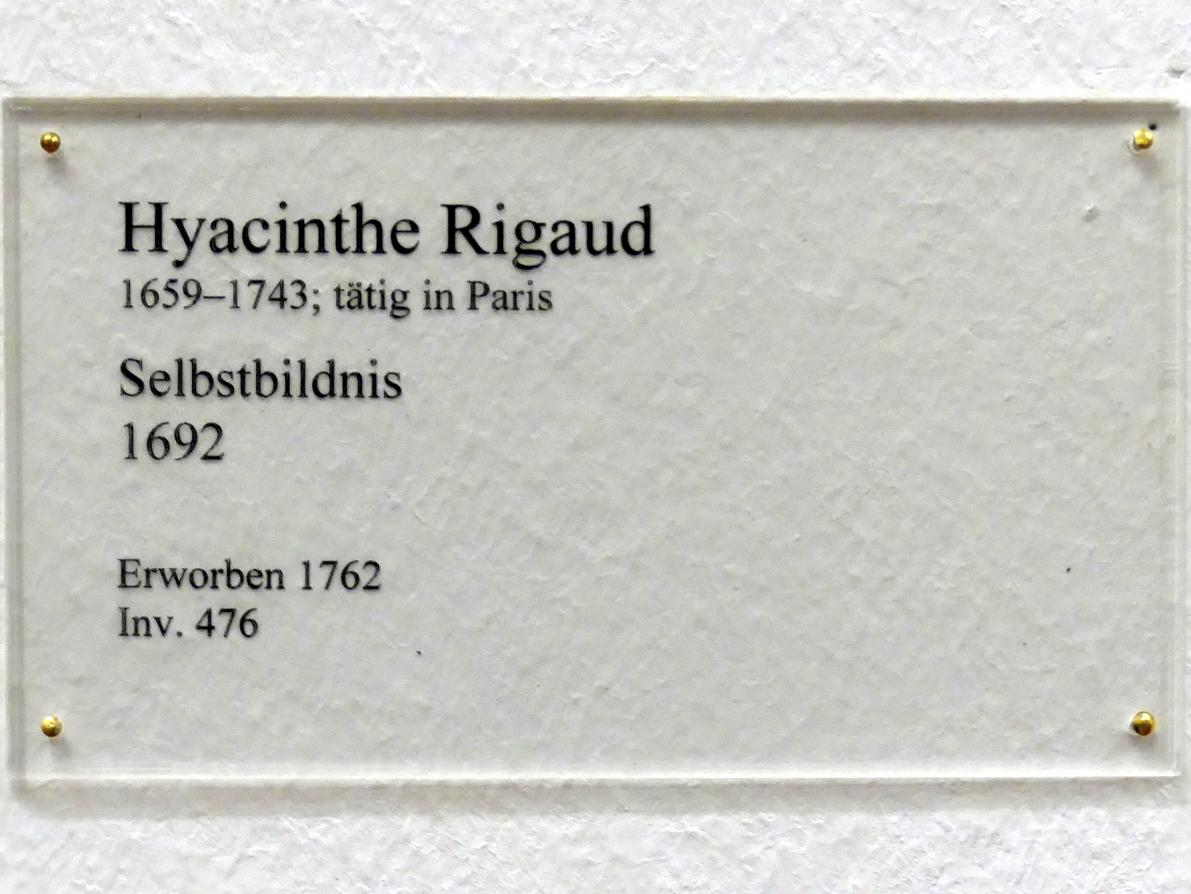 Hyacinthe Rigaud
1659–1743; tätig in Paris
Selbstbildnis
1692
Erworben 1762
Inv. 476